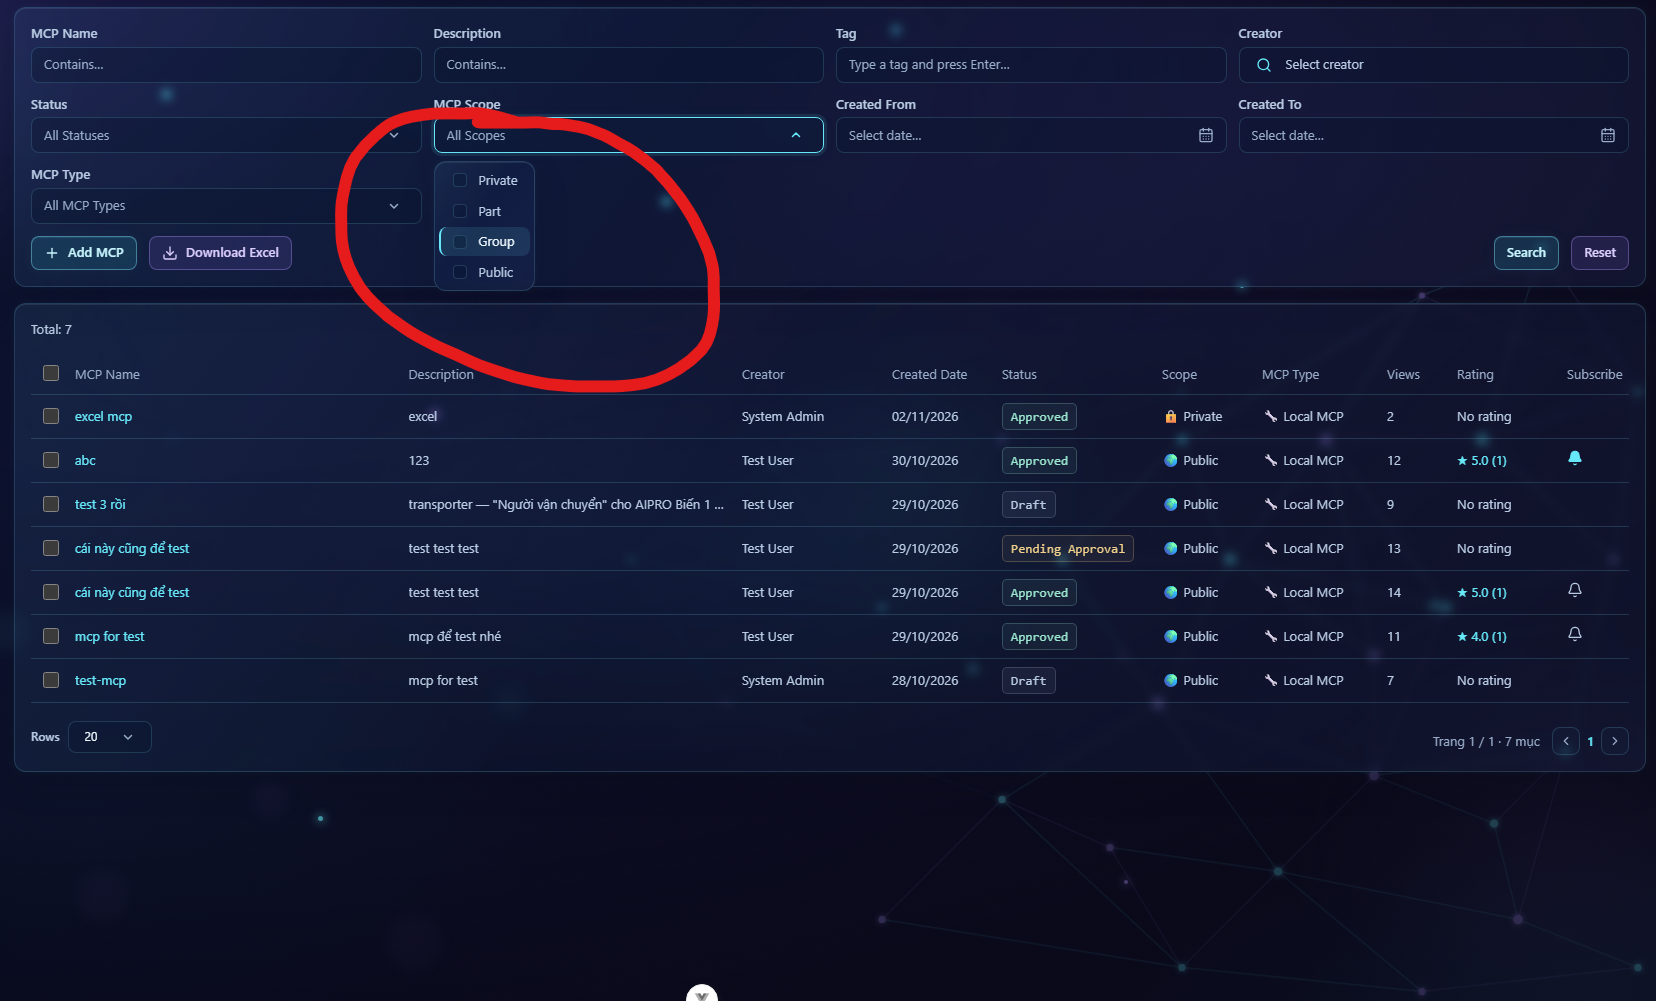 MCP Name
Description
Tag
Creator
Contains...
Contains...
Type a tag and press Enter...
Select creator
Status
MCP Scope
Created From
Created To
All Statuses
All Scopes
Select date...
Select date...
MCP Type
All MCP Types
Private
Part
Group
Public
Add MCP
Download Excel
Search
Reset
Total: 7
MCP Name Description Creator Created Date Status Scope MCP Type Views Rating Subscribe
excel mcp excel System Admin 02/11/2026 Approved Private Local MCP 2 No rating
abc 123 Test User 30/10/2026 Approved Public Local MCP 12 ★ 5.0 (1)
test 3 rồi transporter — "Người vận chuyển" cho AIPRO Biến 1 ... Test User 29/10/2026 Draft Public Local MCP 9 No rating
cái này cũng để test test test test Test User 29/10/2026 Pending Approval Public Local MCP 13 No rating
cái này cũng để test test test test Test User 29/10/2026 Approved Public Local MCP 14 ★ 5.0 (1)
mcp for test mcp để test nhé Test User 29/10/2026 Approved Public Local MCP 11 ★ 4.0 (1)
test-mcp mcp for test System Admin 28/10/2026 Draft Public Local MCP 7 No rating
Rows 20
Trang 1 / 1 · 7 mục
1